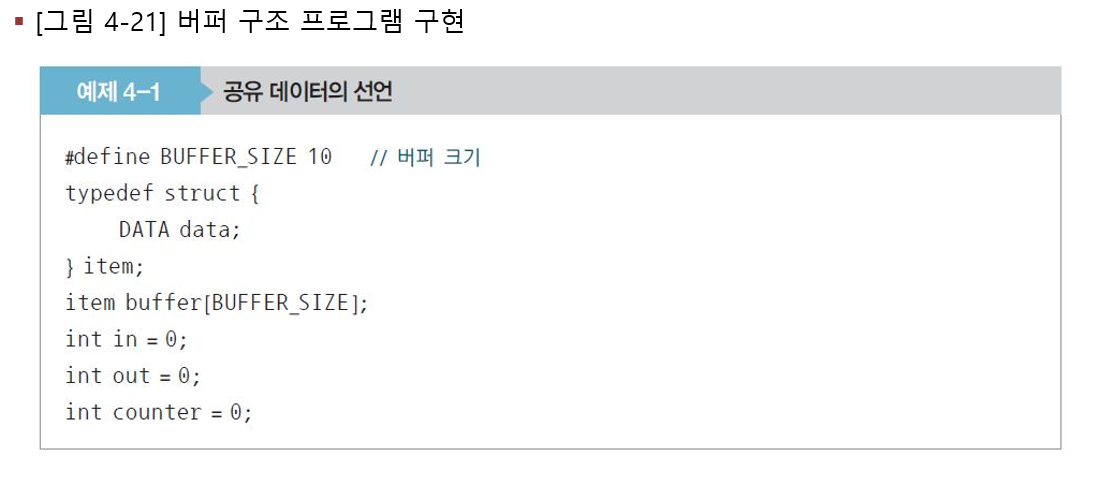 ▪ [그림 4-21] 버퍼 구조 프로그램 구현
예제 4-1 공유 데이터의 선언
#define BUFFER_SIZE 10 // 버퍼 크기
typedef struct {
DATA data;
} item;
item buffer[BUFFER_SIZE];
int in = 0;
int out = 0;
int counter = 0;